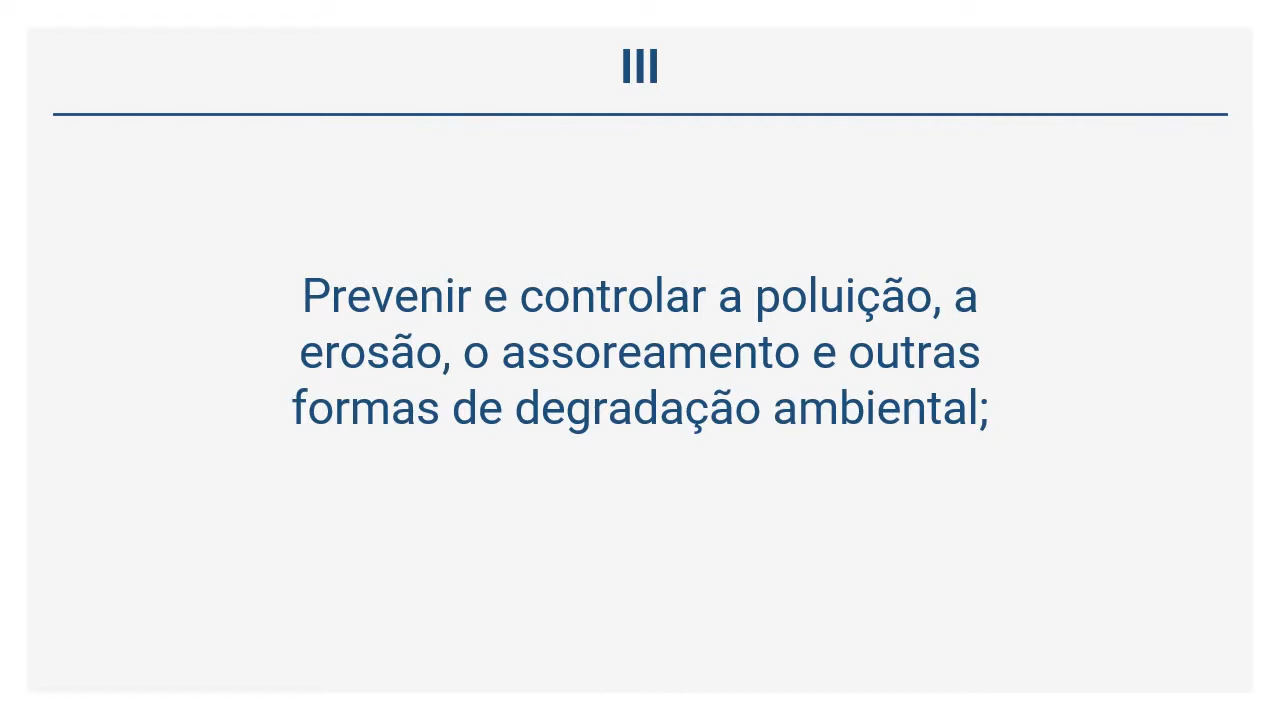 III
Prevenir e controlar a poluição, a
erosão, o assoreamento e outras
formas de degradação ambiental;